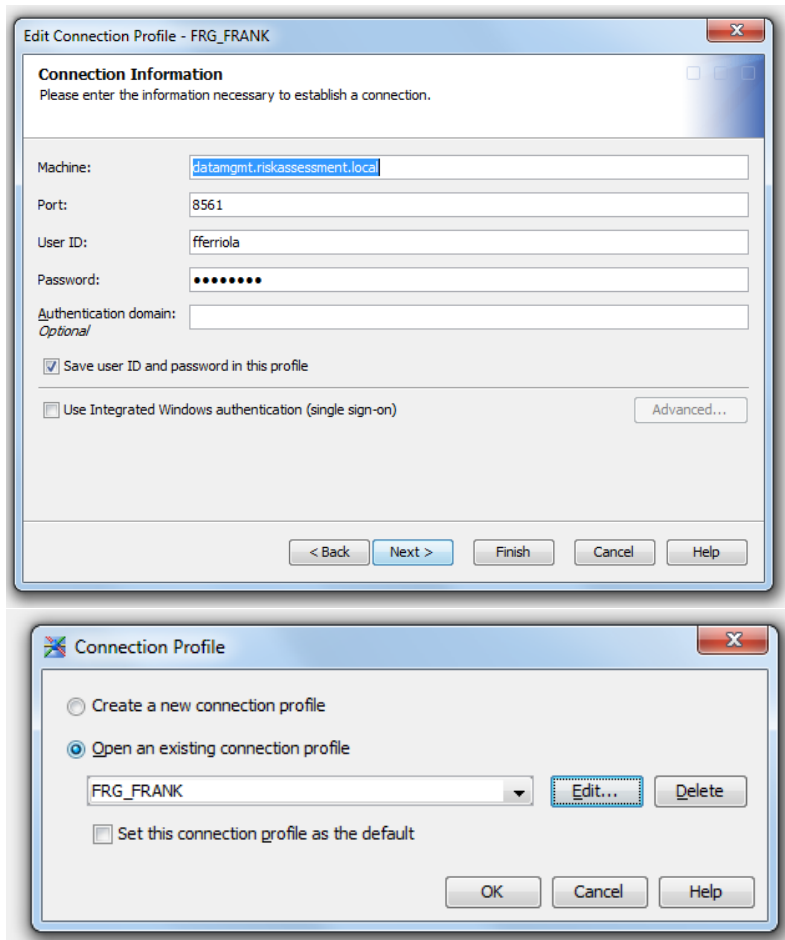 Edit Connection Profile - FRG_FRANK
Connection Information
Please enter the information necessary to establish a connection.
Machine: datamgmt.riskassessment.local
Port: 8561
User ID: fferriola
Password: ••••••••
Authentication domain:
Optional
Save user ID and password in this profile
Use Integrated Windows authentication (single sign-on) Advanced...
< Back Next > Finish Cancel Help
Connection Profile
Create a new connection profile
Open an existing connection profile
FRG_FRANK Edit... Delete
Set this connection profile as the default
OK Cancel Help